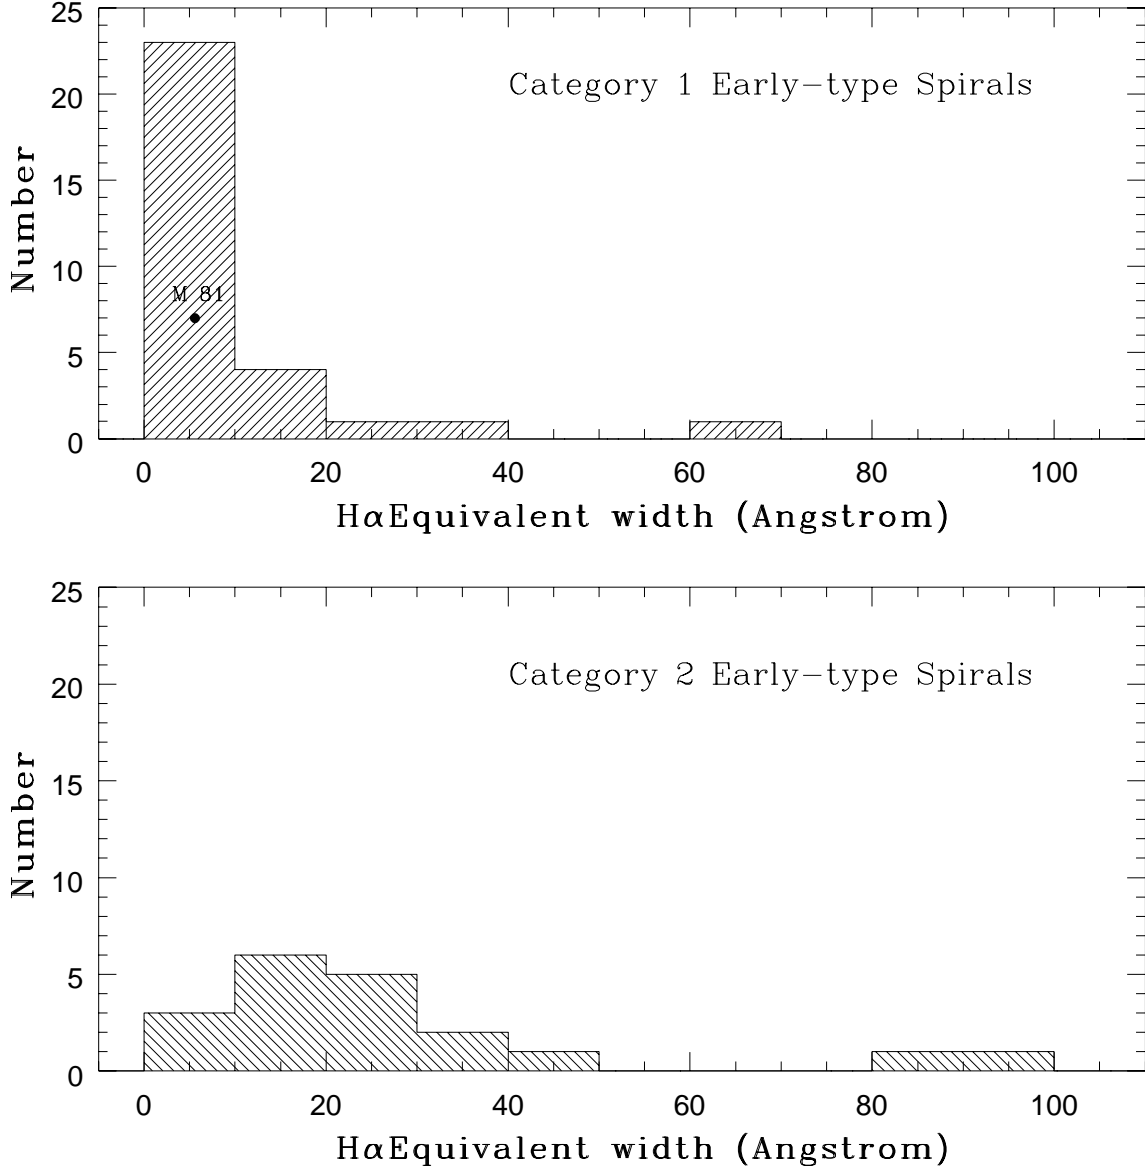 25
20
15
10
5
0
Number
Category 1 Early-type Spirals
M 81
0 20 40 60 80 100
HαEquivalent width (Angstrom)
25
20
15
10
5
0
Number
Category 2 Early-type Spirals
0 20 40 60 80 100
HαEquivalent width (Angstrom)